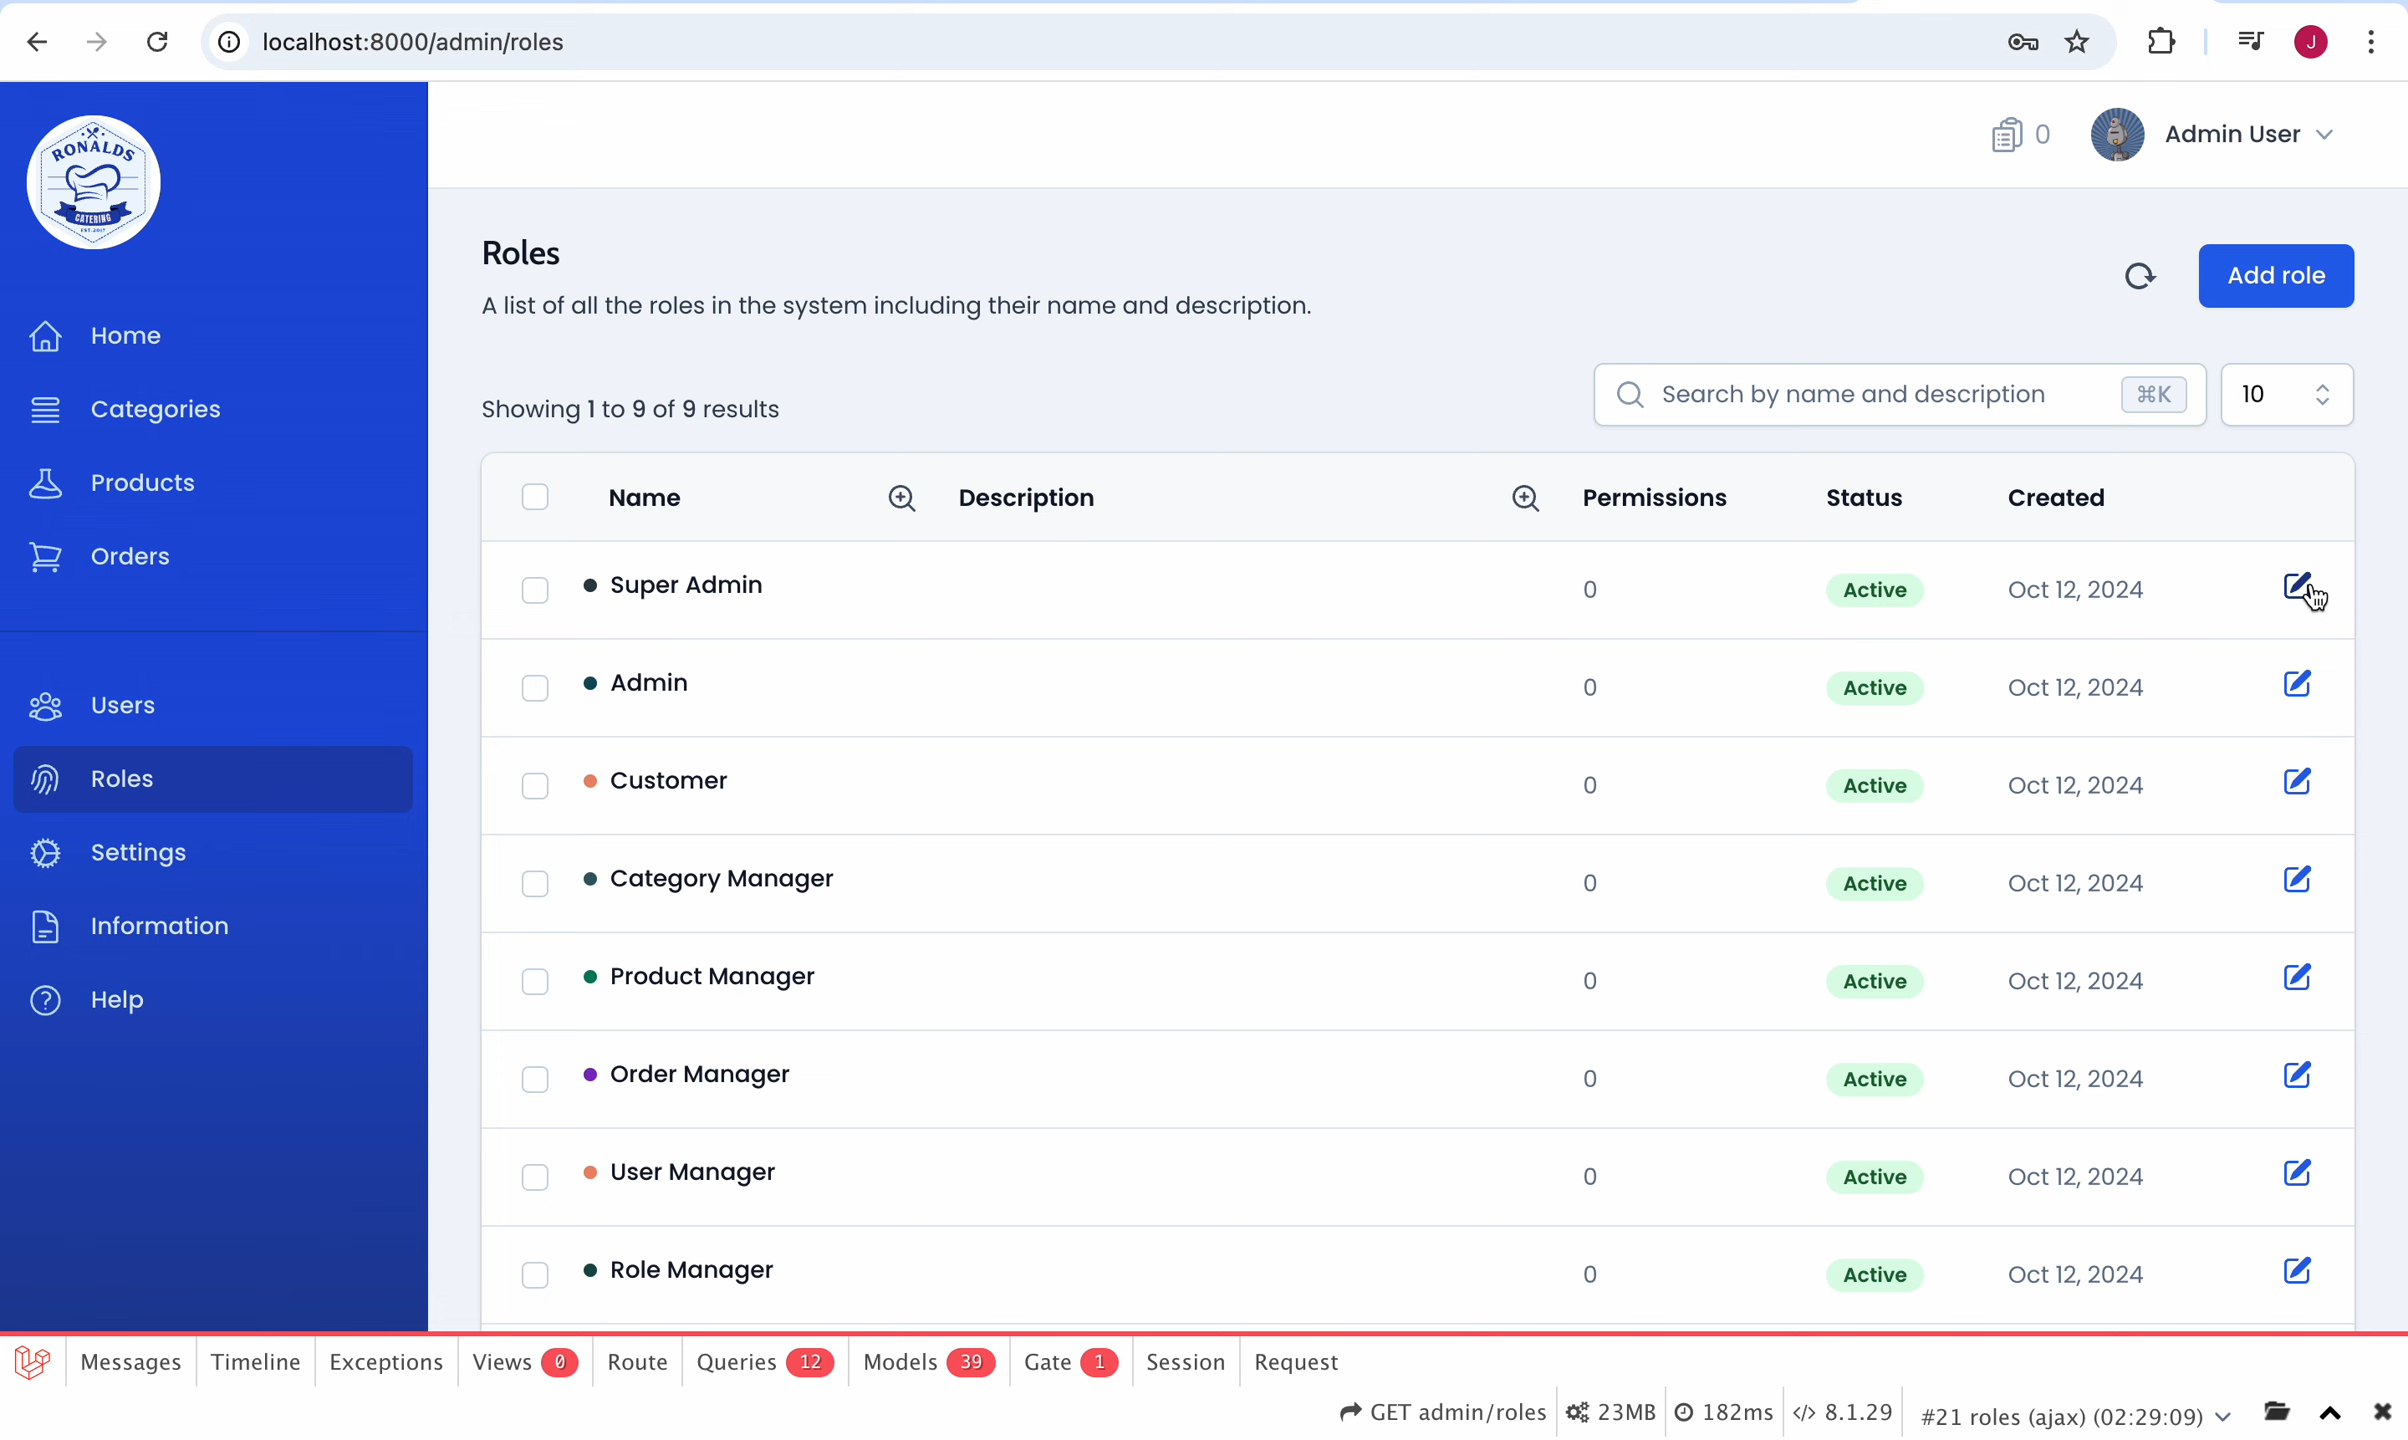 localhost:8000/admin/roles
J
RONALDS
CATERING
EST. 2017
0
Admin User
Home
Categories
Products
Orders
Users
Roles
Settings
Information
Help
Roles
A list of all the roles in the system including their name and description.
Add role
Showing 1 to 9 of 9 results
Search by name and description ⌘K
10
Name Description Permissions Status Created
Super Admin 0 Active Oct 12, 2024
Admin 0 Active Oct 12, 2024
Customer 0 Active Oct 12, 2024
Category Manager 0 Active Oct 12, 2024
Product Manager 0 Active Oct 12, 2024
Order Manager 0 Active Oct 12, 2024
User Manager 0 Active Oct 12, 2024
Role Manager 0 Active Oct 12, 2024
Messages Timeline Exceptions Views 0 Route Queries 12 Models 39 Gate 1 Session Request
GET admin/roles 23MB 182ms </> 8.1.29 #21 roles (ajax) (02:29:09)